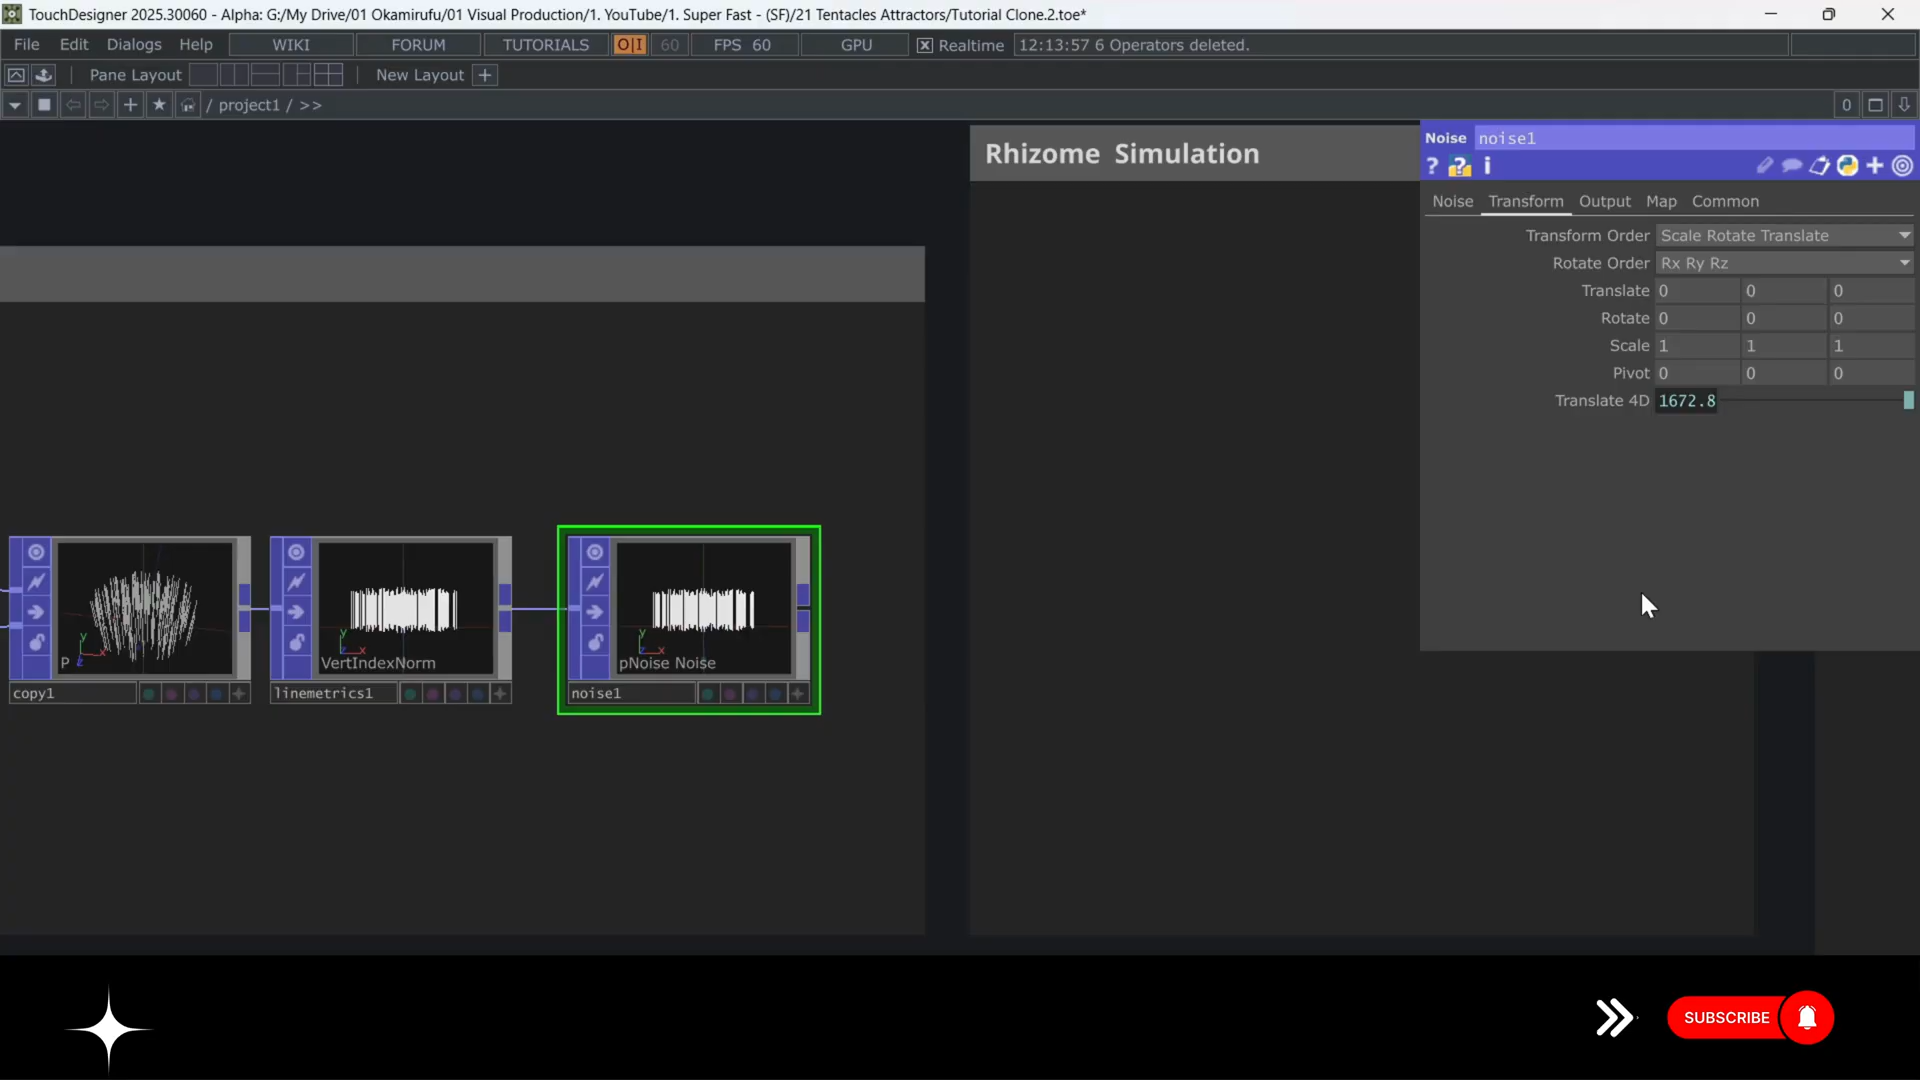 TouchDesigner 2025.30060 - Alpha: G:/My Drive/01 Okamirufu/01 Visual Production/1. YouTube/1. Super Fast - (SF)/21 Tentacles Attractors/Tutorial Clone.2.toe*
File Edit Dialogs Help WIKI FORUM TUTORIALS O|I 60 FPS 60 GPU Realtime 12:13:57 6 Operators deleted.
Pane Layout New Layout +
/ project1 / >> 0
Rhizome Simulation
Noise noise1
? ? i
Noise Transform Output Map Common
Transform Order Scale Rotate Translate
Rotate Order Rx Ry Rz
Translate 0 0 0
Rotate 0 0 0
Scale 1 1 1
Pivot 0 0 0
Translate 4D 1672.8
y x z P
y x VertIndexNorm
y x pNoise Noise
copy1
linemetrics1
noise1
SUBSCRIBE